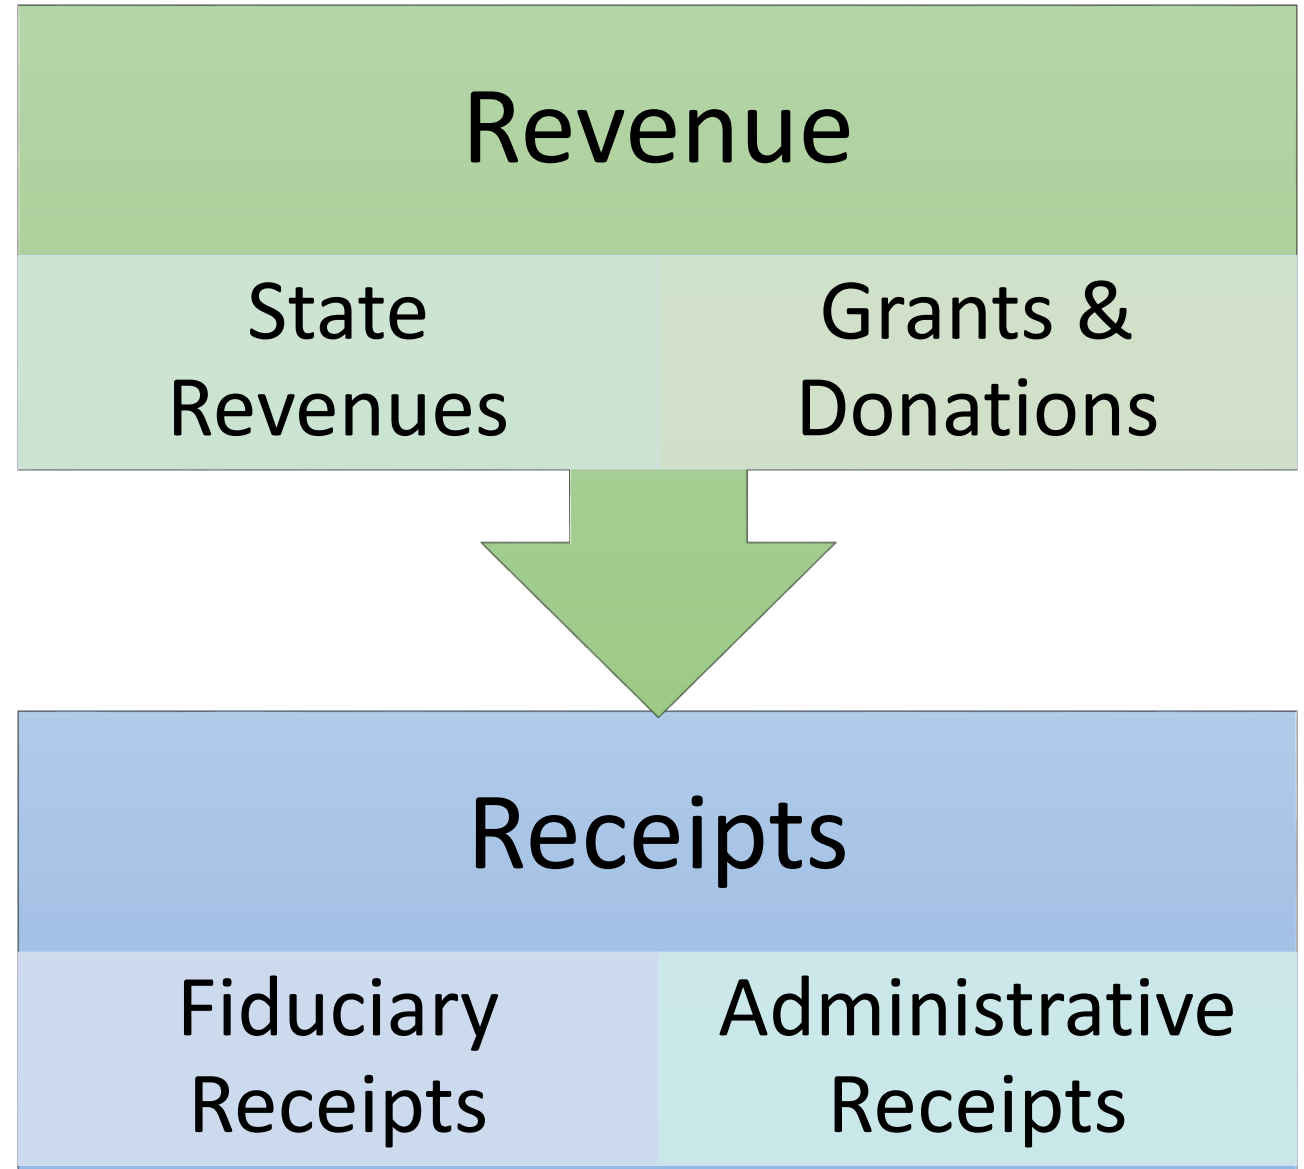 Revenue
State
Revenues
Grants &
Donations
Receipts
Fiduciary
Receipts
Administrative
Receipts